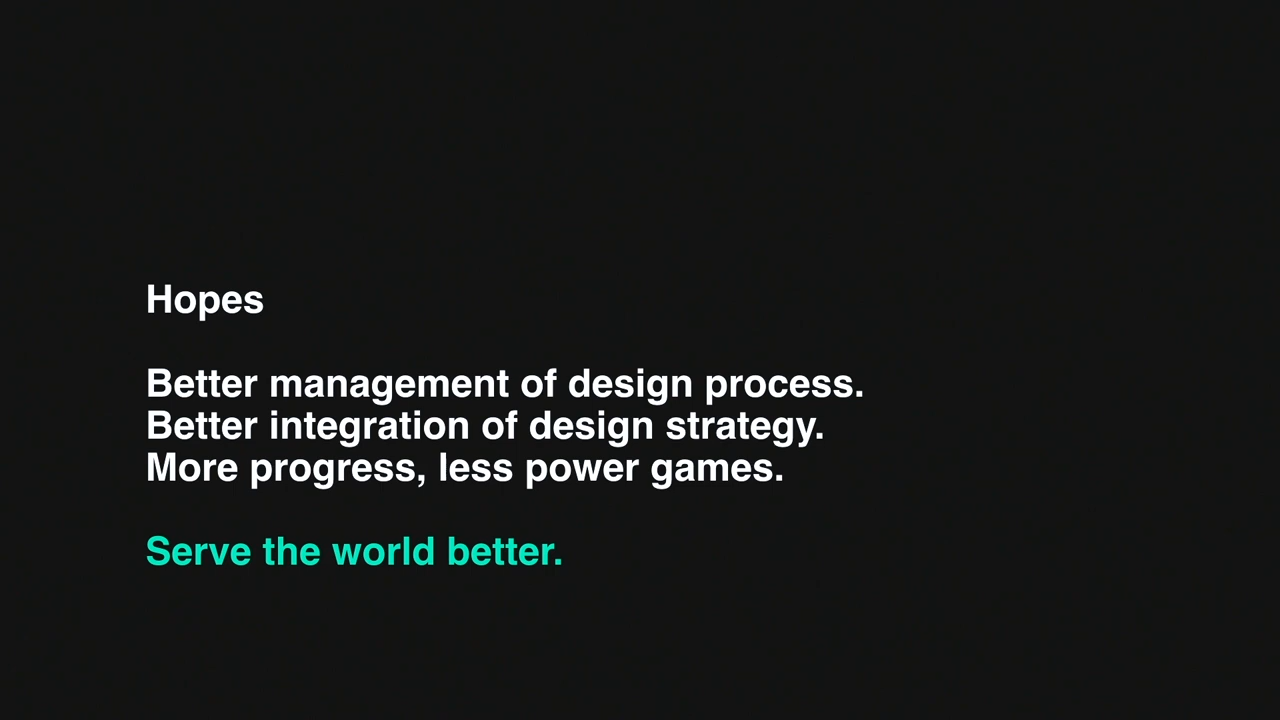 Hopes
Better management of design process.
Better integration of design strategy.
More progress, less power games.
Serve the world better.